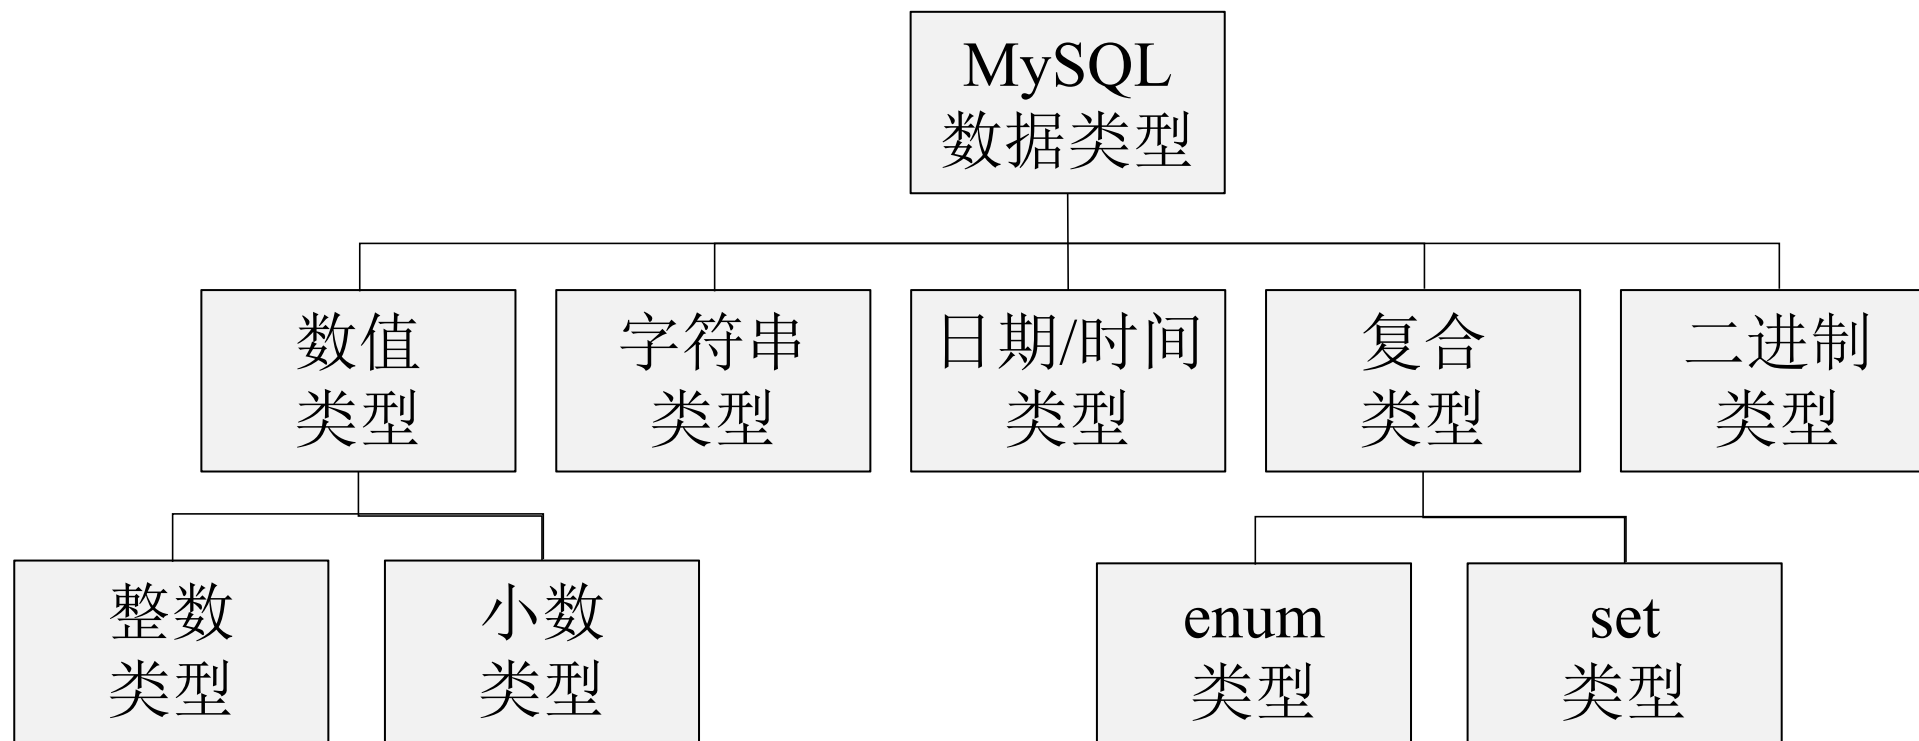 MySQL
数据类型
数值
类型
字符串
类型
日期/时间
类型
复合
类型
二进制
类型
整数
类型
小数
类型
enum
类型
set
类型